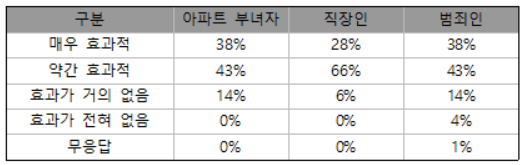 구분 아파트 부녀자 직장인 범죄인
매우 효과적 38% 28% 38%
약간 효과적 43% 66% 43%
효과가 거의 없음 14% 6% 14%
효과가 전혀 없음 0% 0% 4%
무응답 0% 0% 1%